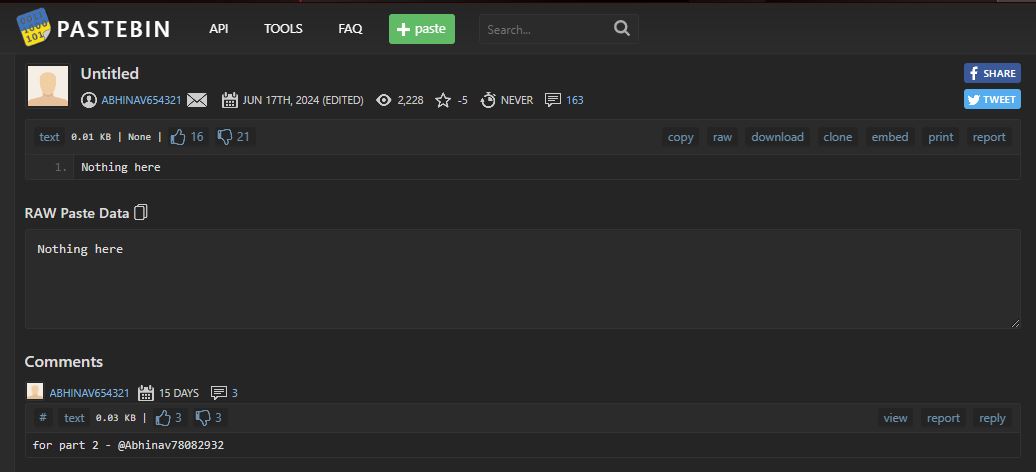 PASTEBIN API TOOLS FAQ + paste Search...
Untitled
SHARE
ABHINAV654321 JUN 17TH, 2024 (EDITED) 2,228 -5 NEVER 163
TWEET
text 0.01 KB | None | 16 21 copy raw download clone embed print report
1. Nothing here
RAW Paste Data
Nothing here
Comments
ABHINAV654321 15 DAYS 3
# text 0.03 KB | 3 3 view report reply
for part 2 - @Abhinav78082932